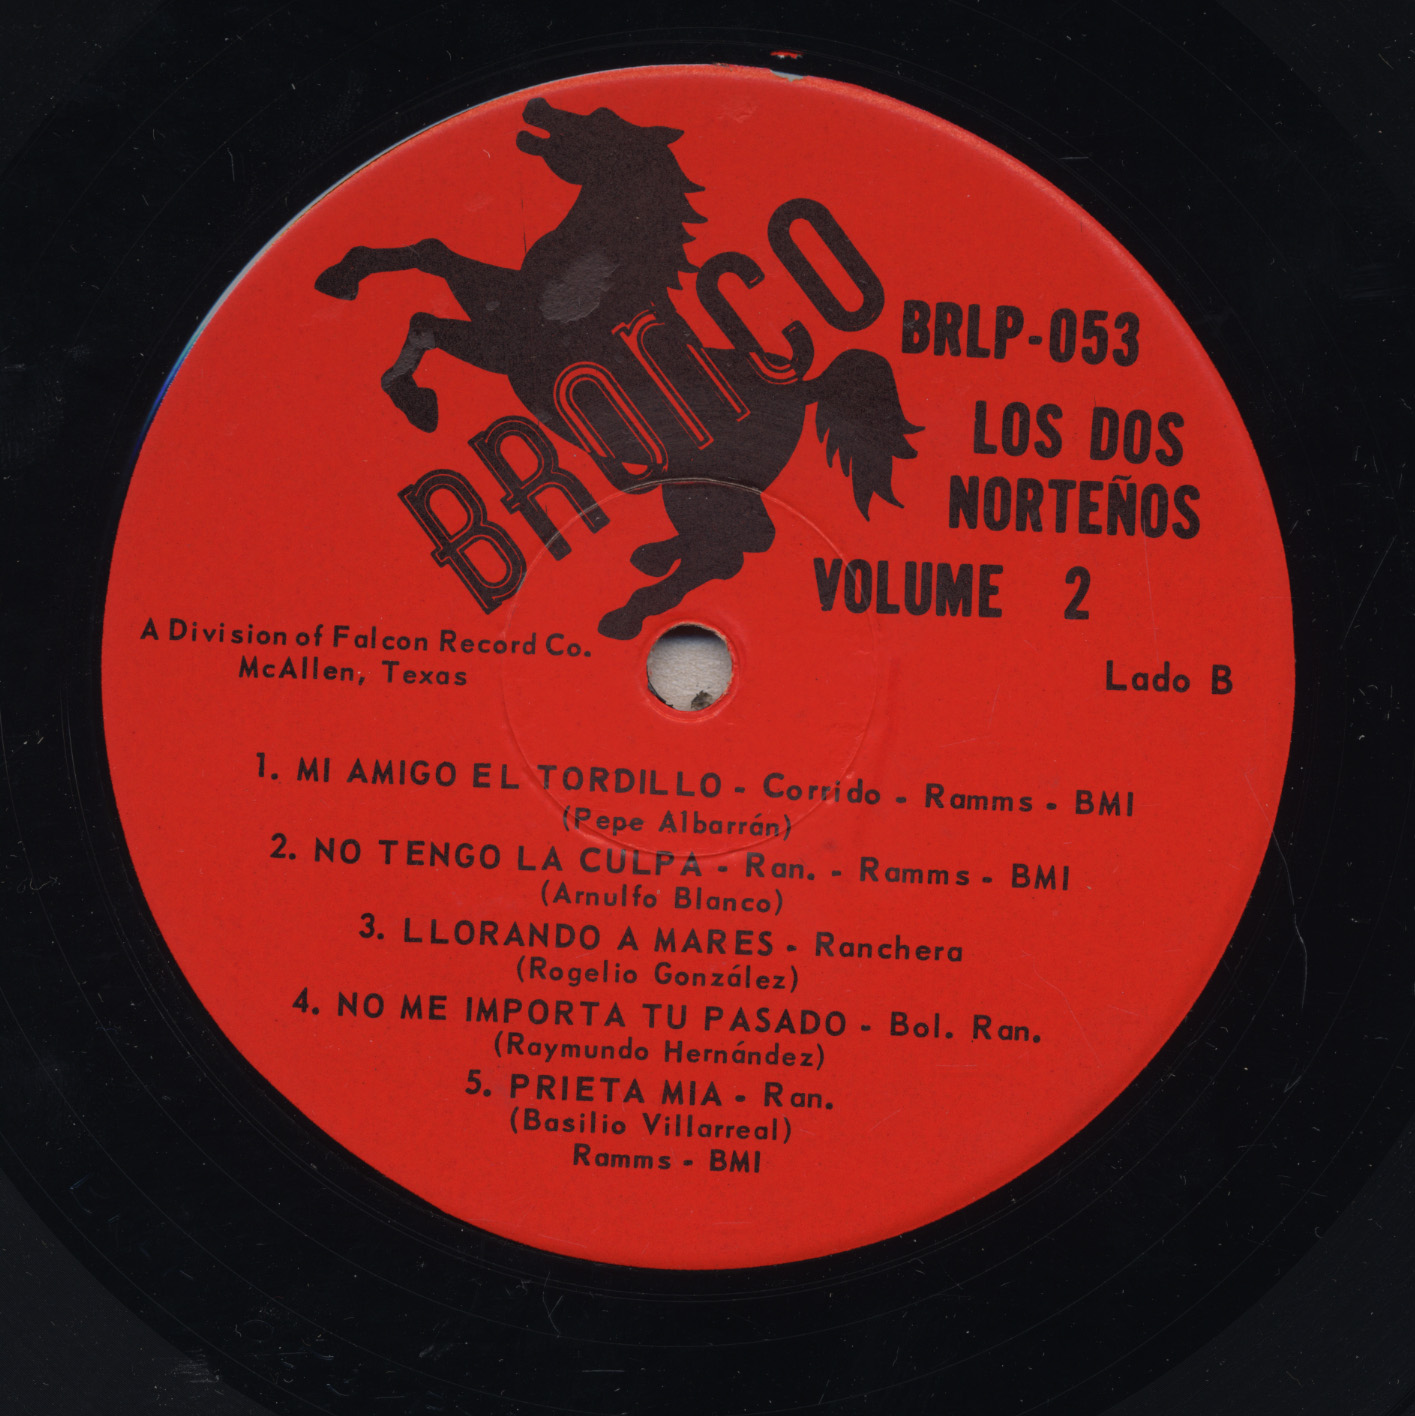 BRONCO
BRLP-053
LOS DOS
NORTEÑOS
VOLUME 2
A Division of Falcon Record Co.
McAllen, Texas
Lado B
1. MI AMIGO EL TORDILLO - Corrido - Ramms - BMI
(Pepe Albarrán)
2. NO TENGO LA CULPA - Ran. - Ramms - BMI
(Arnulfo Blanco)
3. LLORANDO A MARES - Ranchera
(Rogelio González)
4. NO ME IMPORTA TU PASADO - Bol. Ran.
(Raymundo Hernández)
5. PRIETA MIA - Ran.
(Basilio Villarreal)
Ramms - BMI